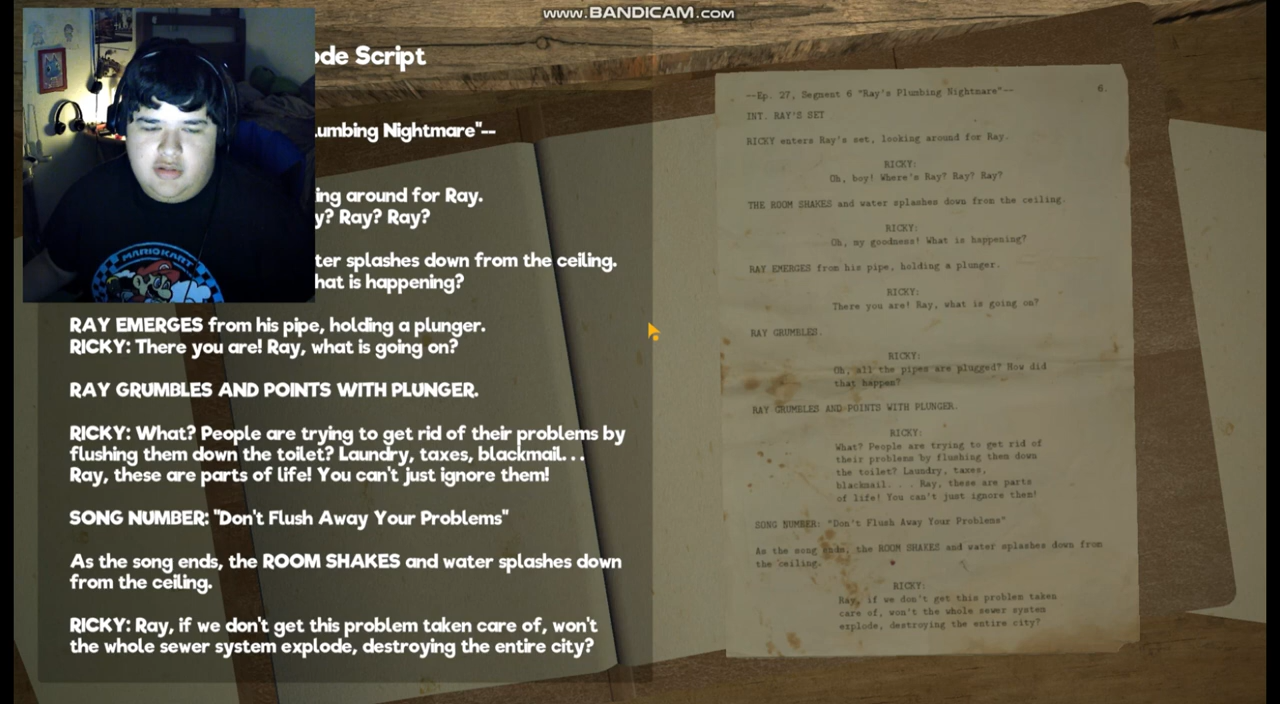 www.BANDICAM.com
ode Script
lumbing Nightmare"--
ing around for Ray.
y? Ray? Ray?
ter splashes down from the ceiling.
hat is happening?
RAY EMERGES from his pipe, holding a plunger.
RICKY: There you are! Ray, what is going on?
RAY GRUMBLES AND POINTS WITH PLUNGER.
RICKY: What? People are trying to get rid of their problems by
flushing them down the toilet? Laundry, taxes, blackmail. . .
Ray, these are parts of life! You can't just ignore them!
SONG NUMBER: "Don't Flush Away Your Problems"
As the song ends, the ROOM SHAKES and water splashes down
from the ceiling.
RICKY: Ray, if we don't get this problem taken care of, won't
the whole sewer system explode, destroying the entire city?
MARIOKART
--Ep. 27, Segment 6 "Ray's Plumbing Nightmare"-- 6.
INT. RAY'S SET
RICKY enters Ray's set, looking around for Ray.
RICKY:
Oh, boy! Where's Ray? Ray? Ray?
THE ROOM SHAKES and water splashes down from the ceiling.
RICKY:
Oh, my goodness! What is happening?
RAY EMERGES from his pipe, holding a plunger.
RICKY:
There you are! Ray, what is going on?
RAY GRUMBLES.
RICKY:
Oh, all the pipes are plugged? How did
that happen?
RAY GRUMBLES AND POINTS WITH PLUNGER.
RICKY:
What? People are trying to get rid of
their problems by flushing them down
the toilet? Laundry, taxes,
blackmail. . . Ray, these are parts
of life! You can't just ignore them!
SONG NUMBER: "Don't Flush Away Your Problems"
As the song ends, the ROOM SHAKES and water splashes down from
the ceiling.
RICKY:
Ray, if we don't get this problem taken
care of, won't the whole sewer system
explode, destroying the entire city?